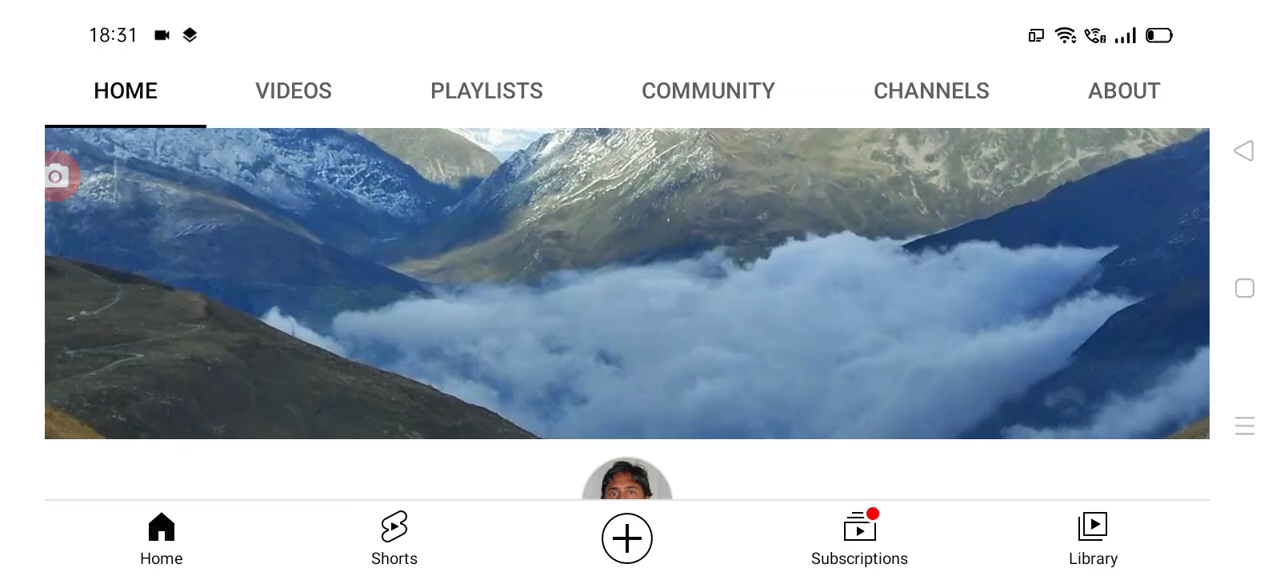 18:31
HOME VIDEOS PLAYLISTS COMMUNITY CHANNELS ABOUT
Home Shorts Subscriptions Library